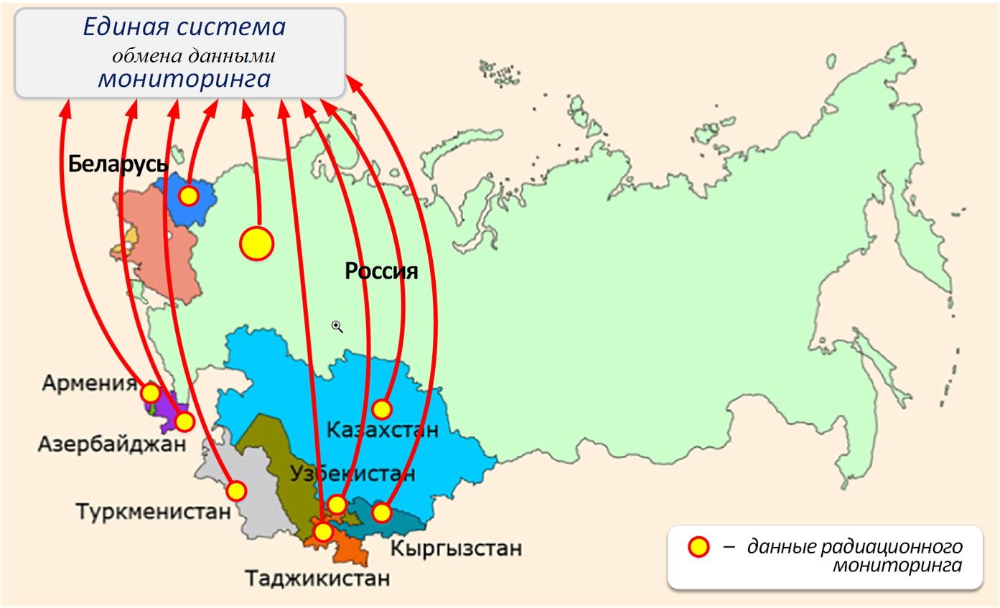 Единая система
обмена данными
мониторинга
Беларусь
Россия
Армения
Азербайджан
Казахстан
Узбекистан
Туркменистан
Кыргызстан
Таджикистан
– данные радиационного
мониторинга